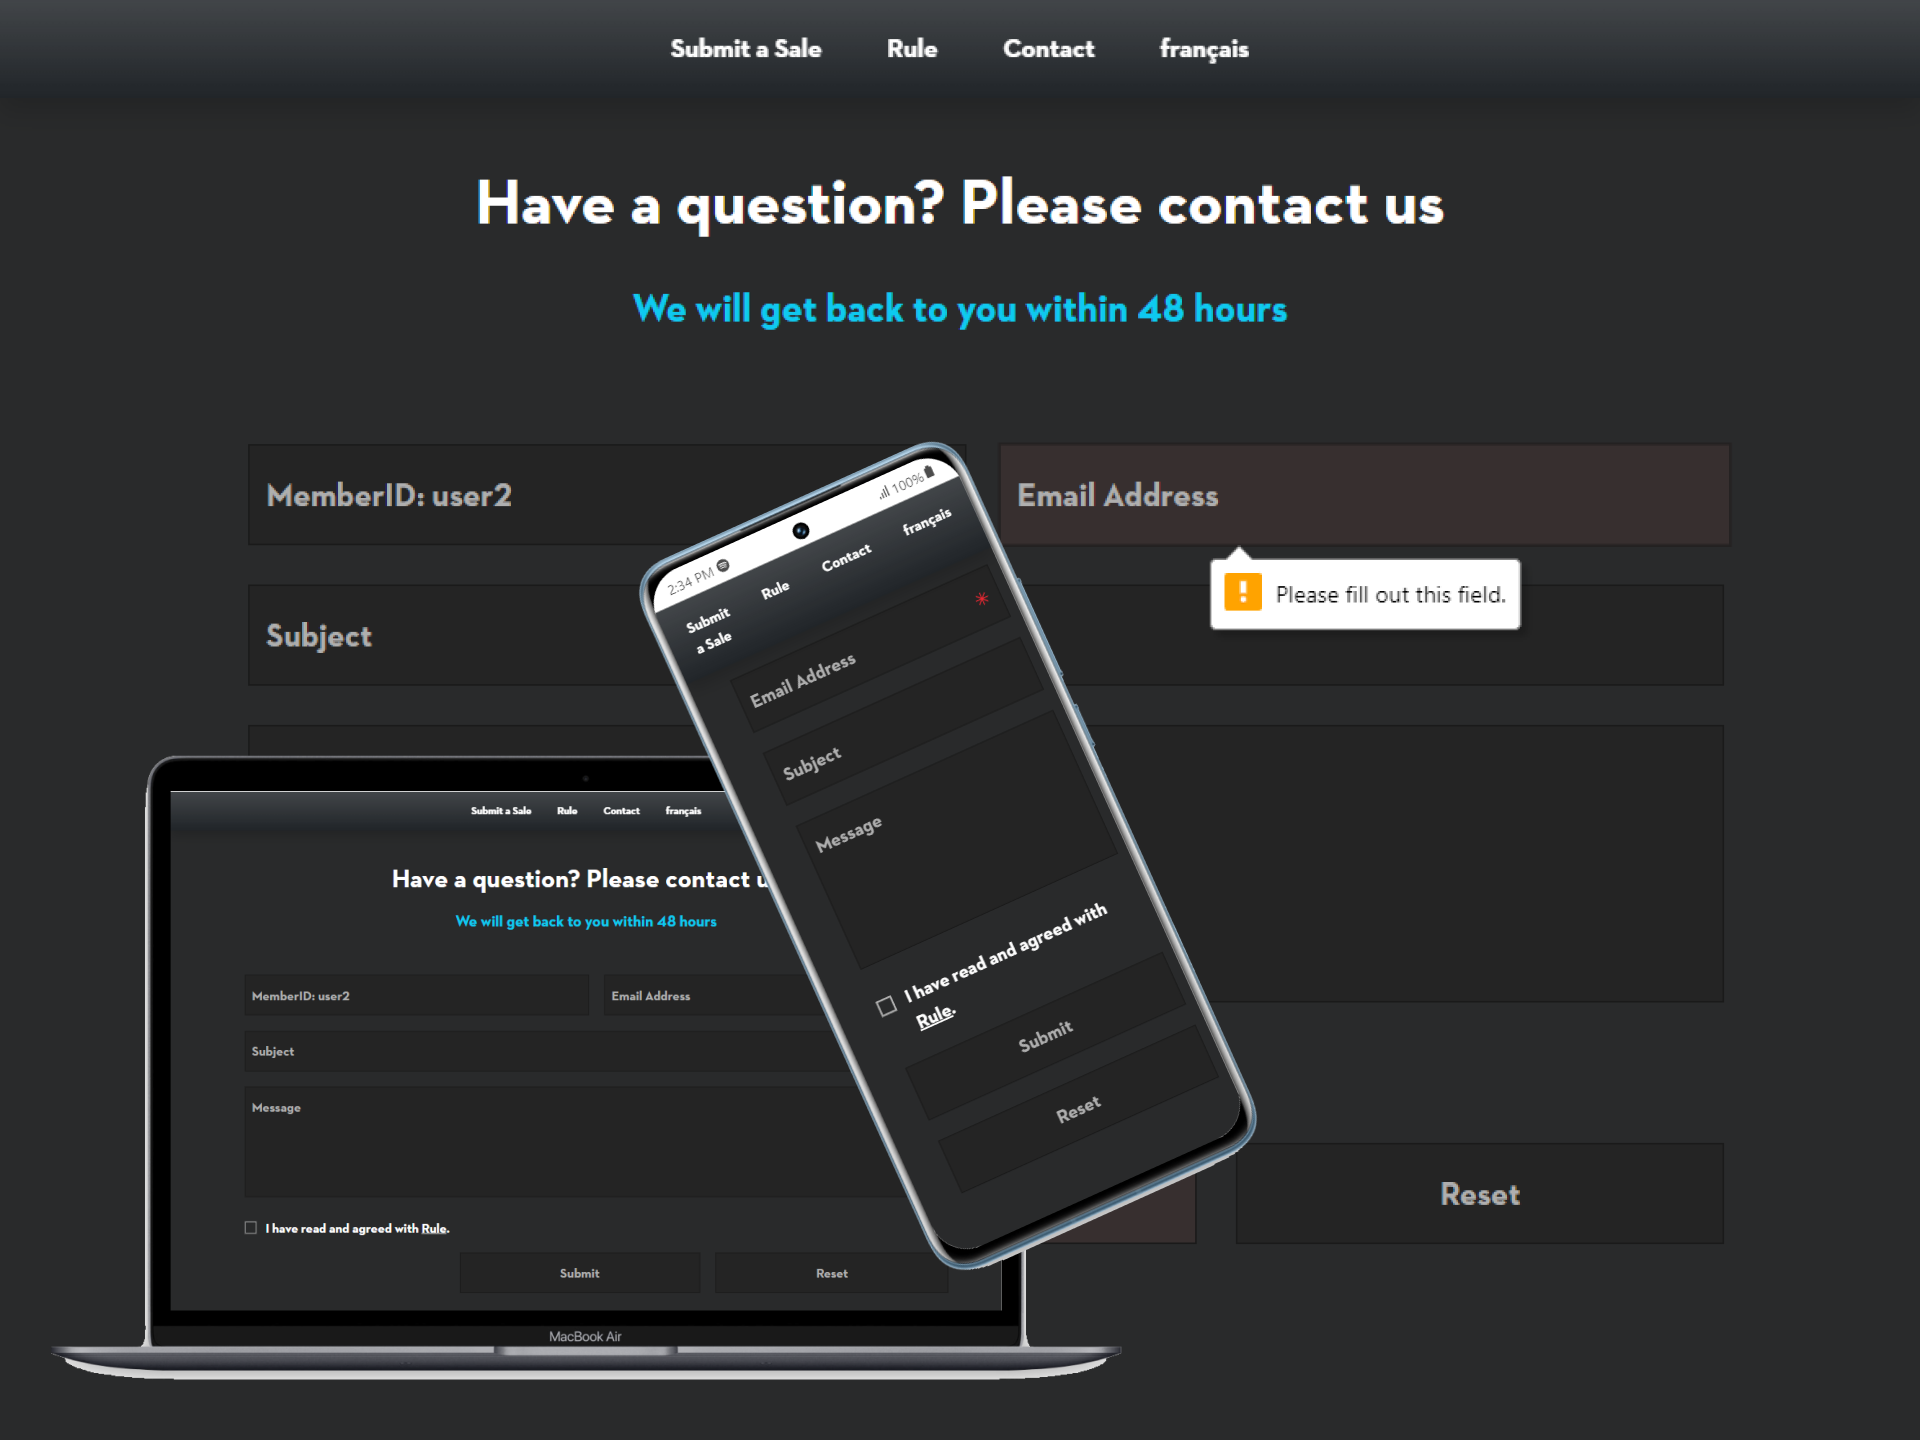 Submit a Sale
Rule
Contact
français
Have a question? Please contact us
We will get back to you within 48 hours
MemberID: user2
Email Address
Please fill out this field.
Subject
Reset
2:34 PM
100%
Submit
a Sale
Rule
Contact
français
*
Email Address
Subject
Message
I have read and agreed with
Rule.
Submit
Reset
Submit a Sale
Rule
Contact
français
Have a question? Please contact u
We will get back to you within 48 hours
MemberID: user2
Email Address
Subject
Message
I have read and agreed with Rule.
Submit
Reset
MacBook Air